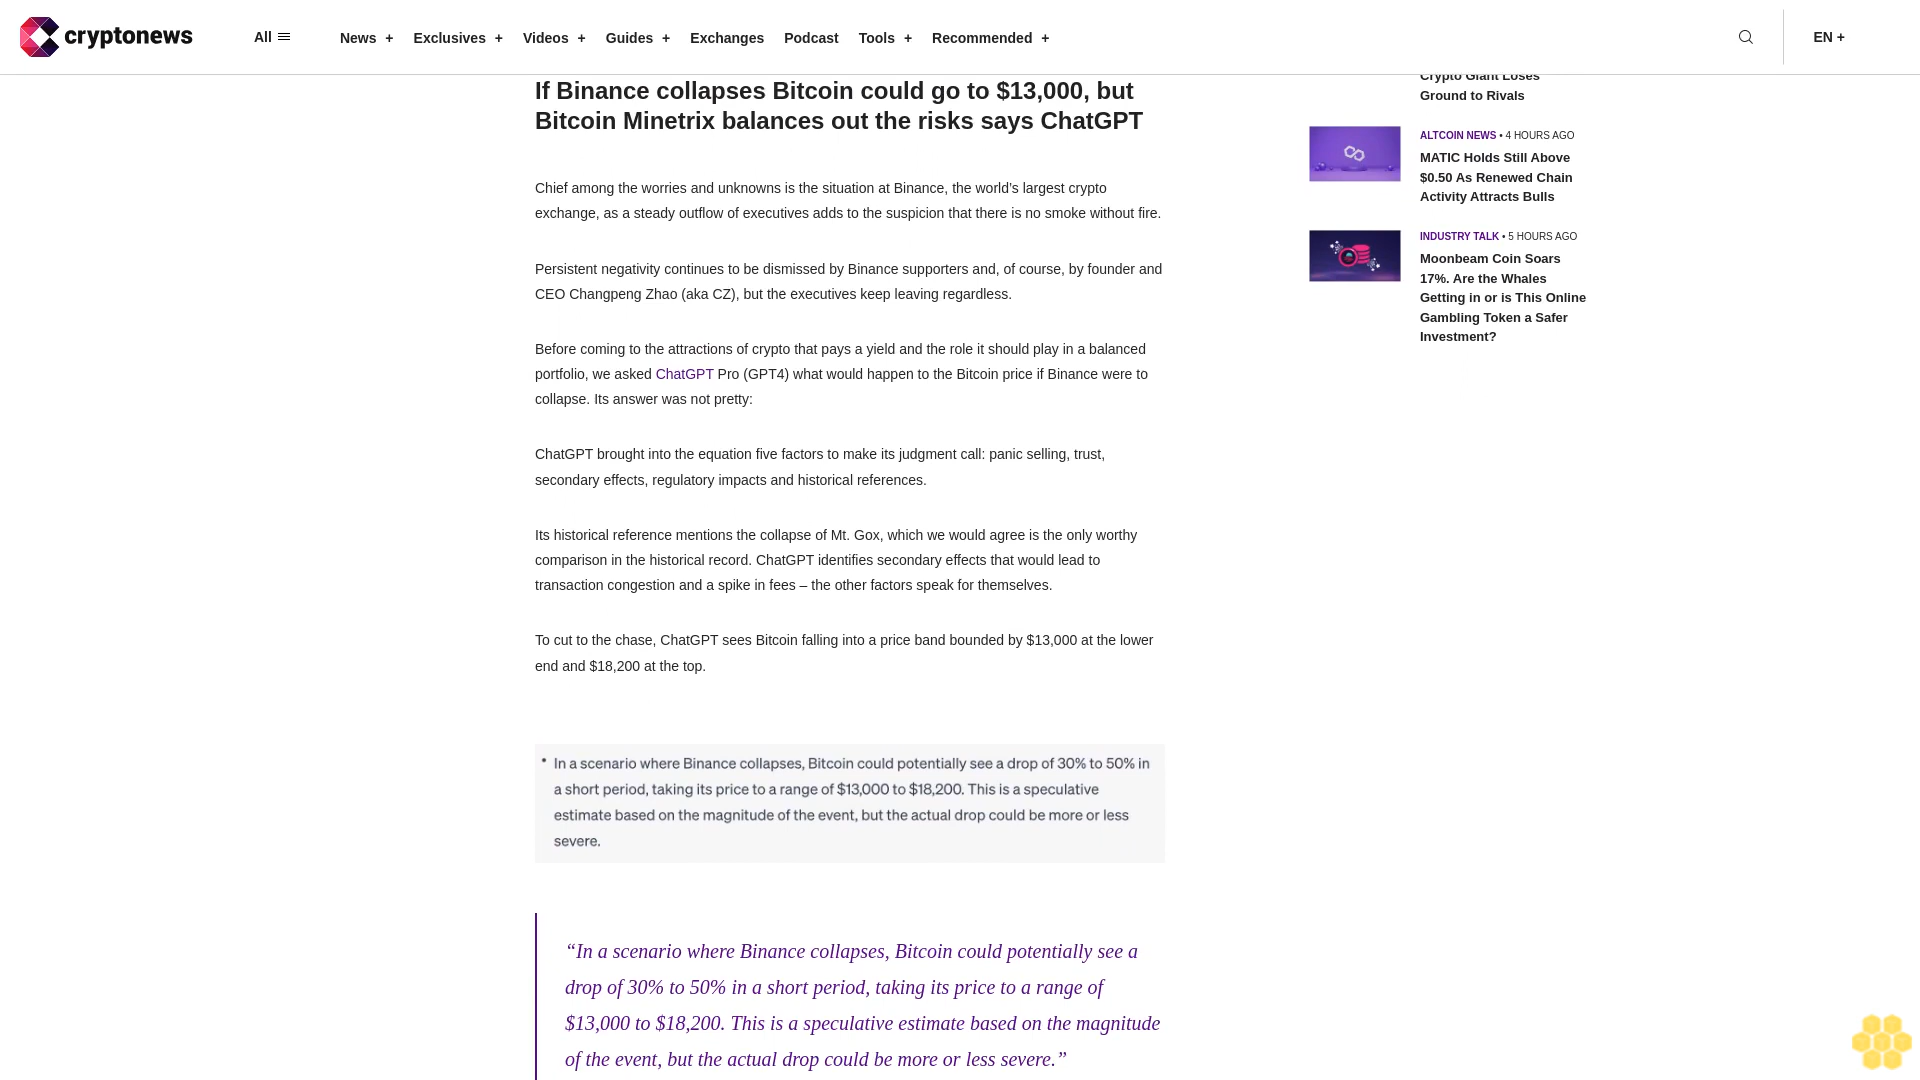 cryptonews
All
News +
Exclusives +
Videos +
Guides +
Exchanges
Podcast
Tools +
Recommended +
EN +
If Binance collapses Bitcoin could go to $13,000, but
Bitcoin Minetrix balances out the risks says ChatGPT
Chief among the worries and unknowns is the situation at Binance, the world’s largest crypto
exchange, as a steady outflow of executives adds to the suspicion that there is no smoke without fire.
Persistent negativity continues to be dismissed by Binance supporters and, of course, by founder and
CEO Changpeng Zhao (aka CZ), but the executives keep leaving regardless.
Before coming to the attractions of crypto that pays a yield and the role it should play in a balanced
portfolio, we asked ChatGPT Pro (GPT4) what would happen to the Bitcoin price if Binance were to
collapse. Its answer was not pretty:
ChatGPT brought into the equation five factors to make its judgment call: panic selling, trust,
secondary effects, regulatory impacts and historical references.
Its historical reference mentions the collapse of Mt. Gox, which we would agree is the only worthy
comparison in the historical record. ChatGPT identifies secondary effects that would lead to
transaction congestion and a spike in fees – the other factors speak for themselves.
To cut to the chase, ChatGPT sees Bitcoin falling into a price band bounded by $13,000 at the lower
end and $18,200 at the top.
• In a scenario where Binance collapses, Bitcoin could potentially see a drop of 30% to 50% in
a short period, taking its price to a range of $13,000 to $18,200. This is a speculative
estimate based on the magnitude of the event, but the actual drop could be more or less
severe.
“In a scenario where Binance collapses, Bitcoin could potentially see a
drop of 30% to 50% in a short period, taking its price to a range of
$13,000 to $18,200. This is a speculative estimate based on the magnitude
of the event, but the actual drop could be more or less severe.”
Crypto Giant Loses
Ground to Rivals
ALTCOIN NEWS • 4 HOURS AGO
MATIC Holds Still Above
$0.50 As Renewed Chain
Activity Attracts Bulls
INDUSTRY TALK • 5 HOURS AGO
Moonbeam Coin Soars
17%. Are the Whales
Getting in or is This Online
Gambling Token a Safer
Investment?